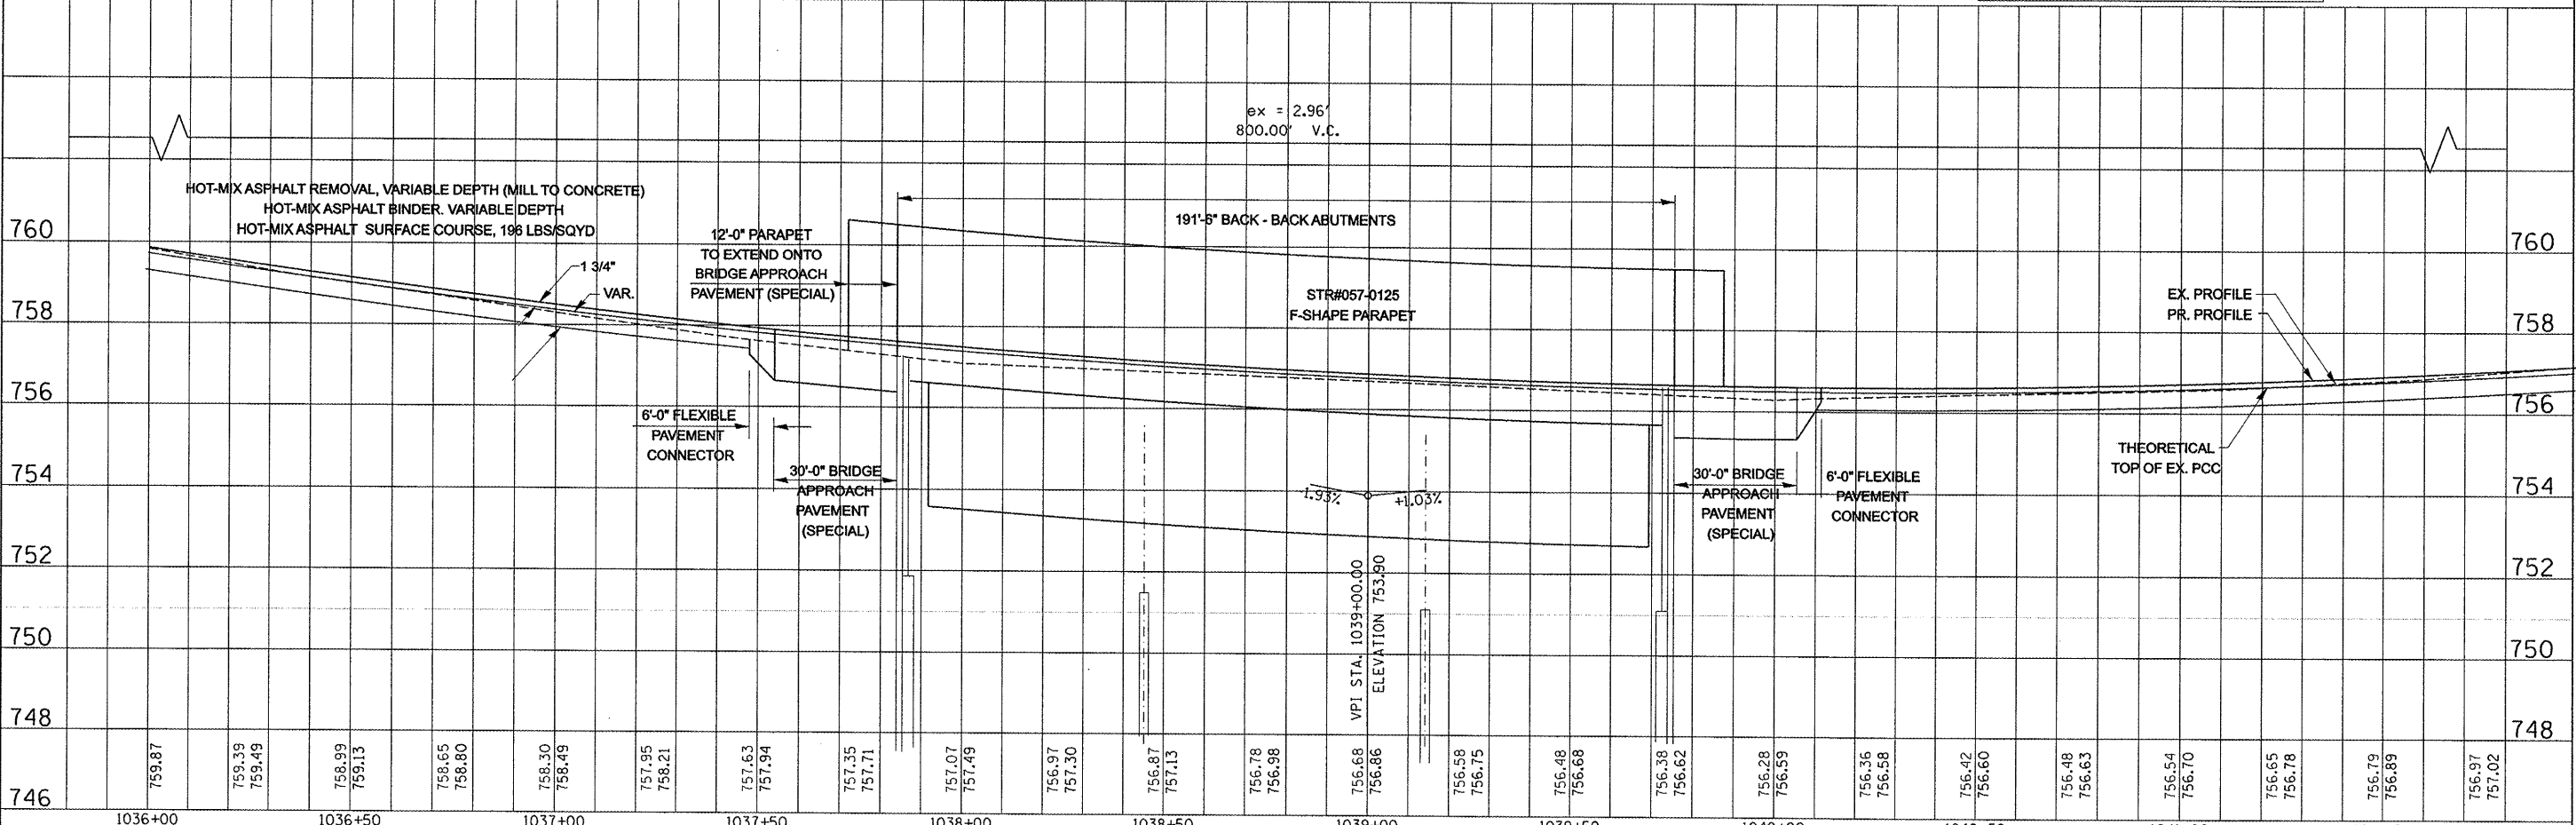 ex = 2.96'
800.00' V.C.
HOT-MIX ASPHALT REMOVAL, VARIABLE DEPTH (MILL TO CONCRETE)
HOT-MIX ASPHALT BINDER. VARIABLE DEPTH
HOT-MIX ASPHALT SURFACE COURSE, 196 LBS/SQYD
191'-6" BACK - BACK ABUTMENTS
760
12'-0" PARAPET
TO EXTEND ONTO
BRIDGE APPROACH
PAVEMENT (SPECIAL)
760
1 3/4"
VAR.
STR#057-0125
F-SHAPE PARAPET
EX. PROFILE
PR. PROFILE
758
758
756
756
6'-0" FLEXIBLE
PAVEMENT
CONNECTOR
THEORETICAL
TOP OF EX. PCC
754
30'-0" BRIDGE
APPROACH
PAVEMENT
(SPECIAL)
1.93%
+1.03%
30'-0" BRIDGE
APPROACH
PAVEMENT
(SPECIAL)
6'-0" FLEXIBLE
PAVEMENT
CONNECTOR
754
752
752
VPI STA. 1039+00.00
ELEVATION 753.90
750
750
748
748
759.87
759.39
759.49
758.99
759.13
758.65
758.80
758.30
758.49
757.95
758.21
757.63
757.94
757.35
757.71
757.07
757.49
756.97
757.30
756.87
757.13
756.78
756.98
756.68
756.86
756.58
756.75
756.48
756.68
756.38
756.62
756.28
756.59
756.36
756.58
756.42
756.60
756.48
756.63
756.54
756.70
756.65
756.78
756.79
756.89
756.97
757.02
746
746
1036+00
1036+50
1037+00
1037+50
1038+00
1038+50
1039+00